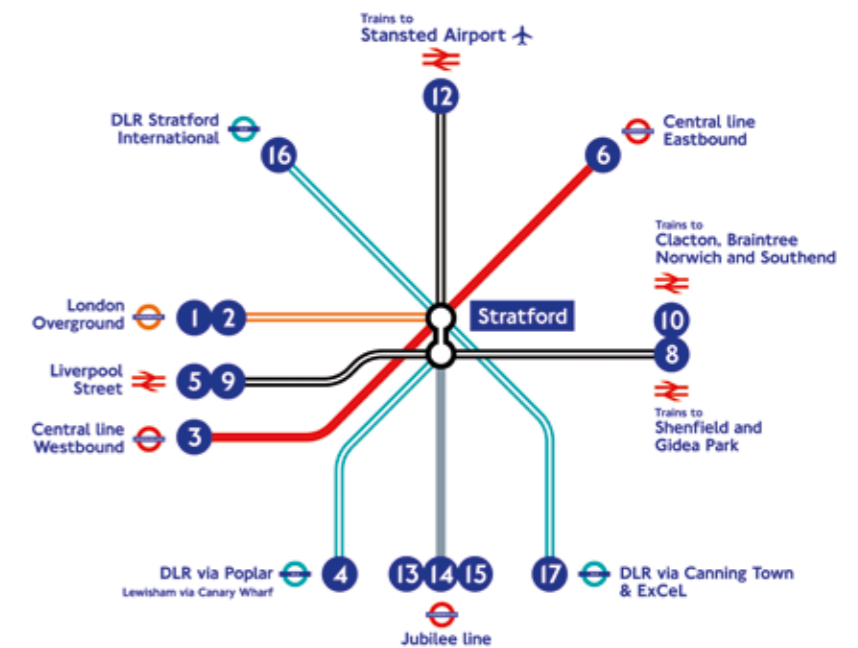 Trains to
Stansted Airport
12
DLR Stratford
International
16
6
Central line
Eastbound
Trains to
Clacton, Braintree
Norwich and Southend
London
Overground
1 2
Stratford
10
8
Liverpool
Street
5 9
Trains to
Shenfield and
Gidea Park
Central line
Westbound
3
DLR via Poplar
Lewisham via Canary Wharf
4
13 14 15
Jubilee line
17
DLR via Canning Town
& ExCeL